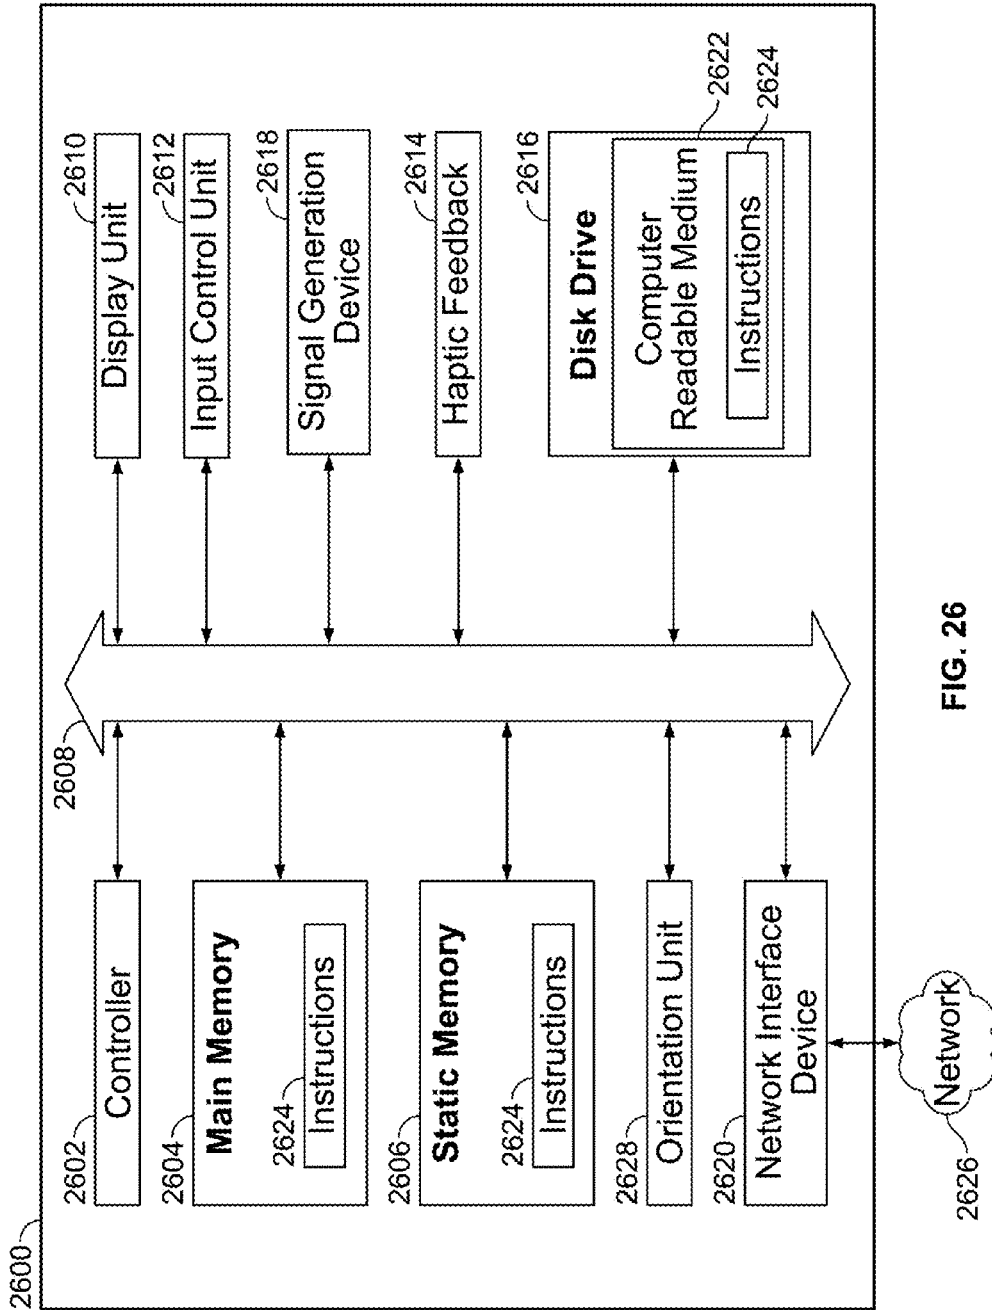 2600
2602
Controller
2604
Main Memory
2624
Instructions
2606
Static Memory
2624
Instructions
2628
Orientation Unit
2620
Network Interface
Device
2626
Network
2608
2610
Display Unit
2612
Input Control Unit
2618
Signal Generation
Device
2614
Haptic Feedback
2616
Disk Drive
2622
Computer
Readable Medium
2624
Instructions
FIG. 26